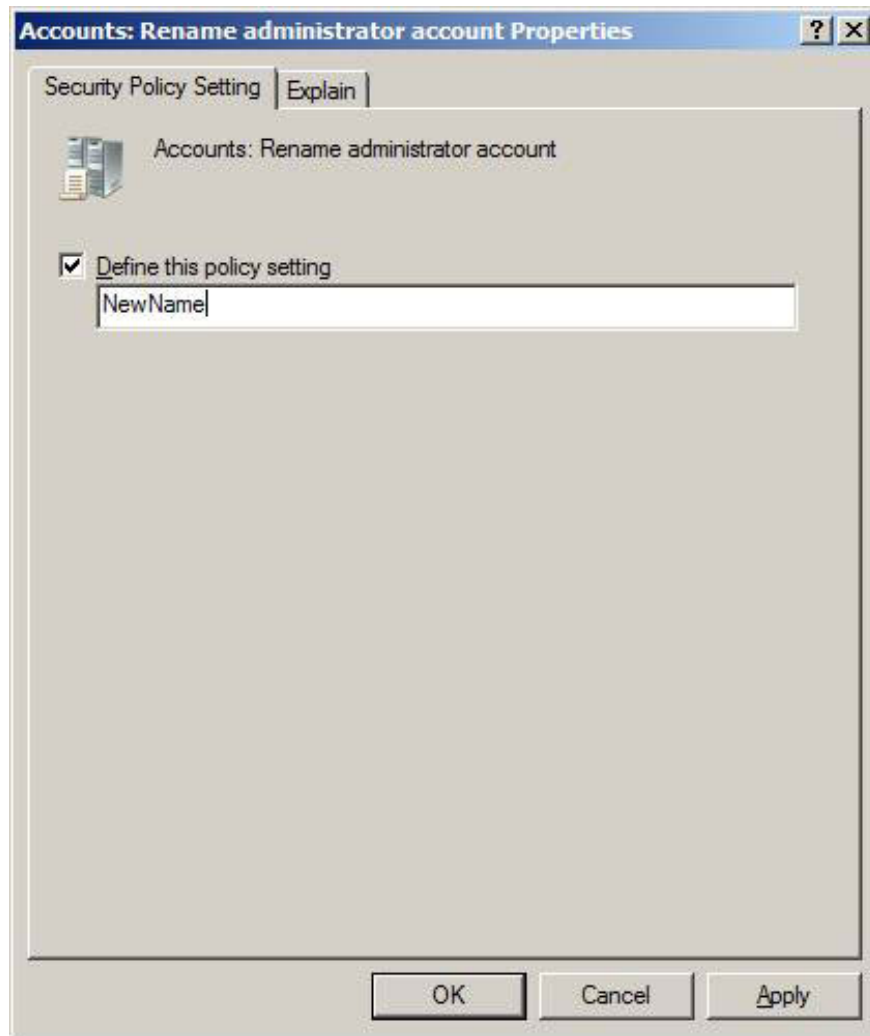 Accounts: Rename administrator account Properties
Security Policy Setting Explain
Accounts: Rename administrator account
Define this policy setting
NewName
OK Cancel Apply